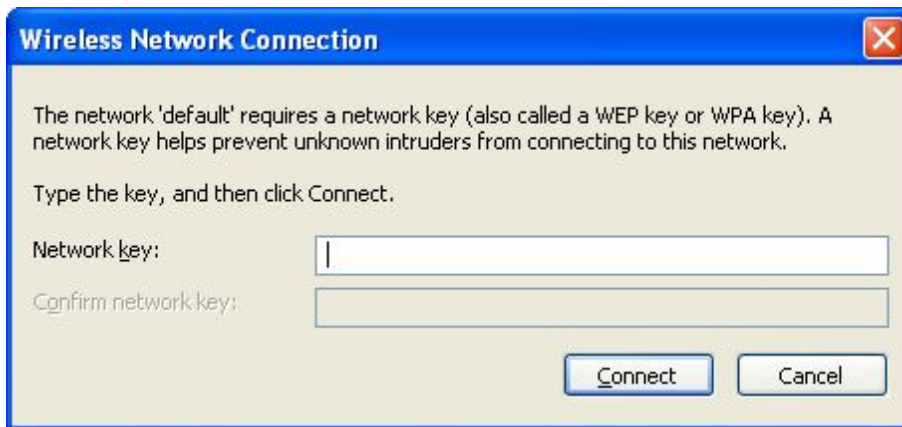 Wireless Network Connection
The network 'default' requires a network key (also called a WEP key or WPA key). A
network key helps prevent unknown intruders from connecting to this network.
Type the key, and then click Connect.
Network key:
Confirm network key:
Connect Cancel